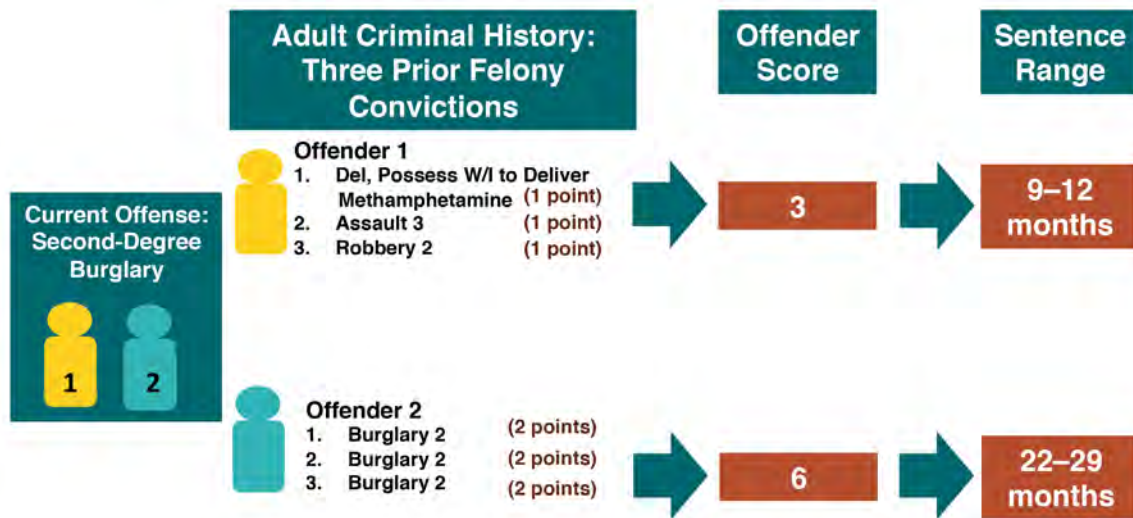 Adult Criminal History:
Three Prior Felony
Convictions
Offender
Score
Sentence
Range
Current Offense:
Second-Degree
Burglary
1
2
Offender 1
1. Del, Possess W/I to Deliver
Methamphetamine (1 point)
2. Assault 3 (1 point)
3. Robbery 2 (1 point)
3
9–12
months
Offender 2
1. Burglary 2 (2 points)
2. Burglary 2 (2 points)
3. Burglary 2 (2 points)
6
22–29
months